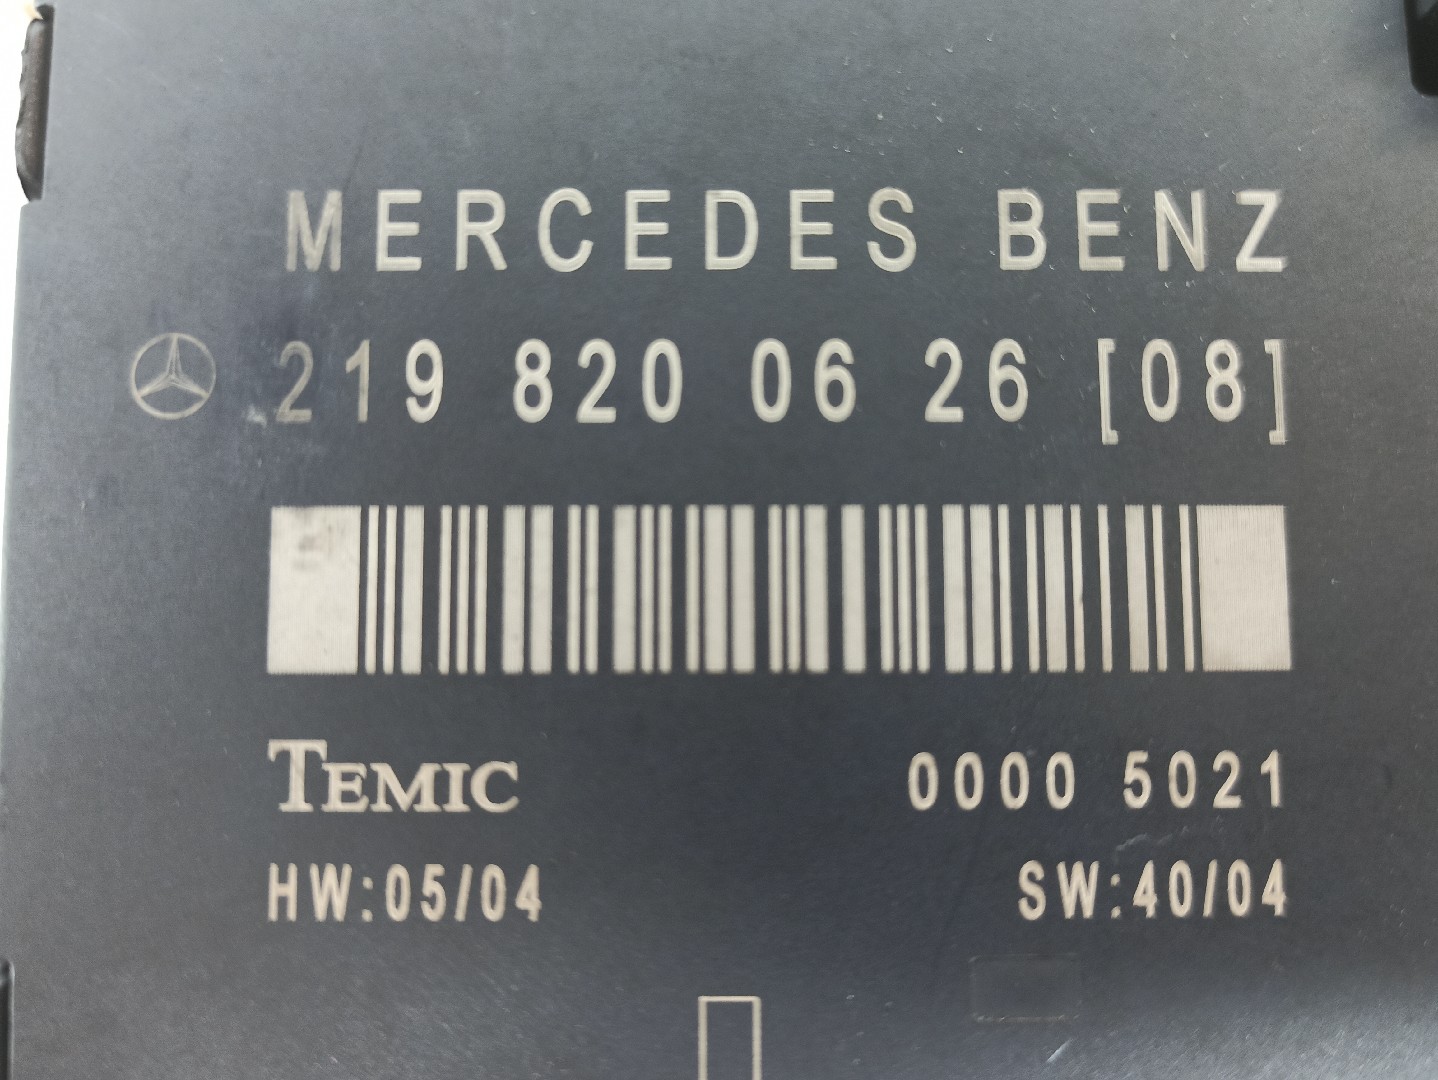 MERCEDES BENZ
219 820 06 26 [08]
TEMIC 0000 5021
HW:05/04 SW:40/04